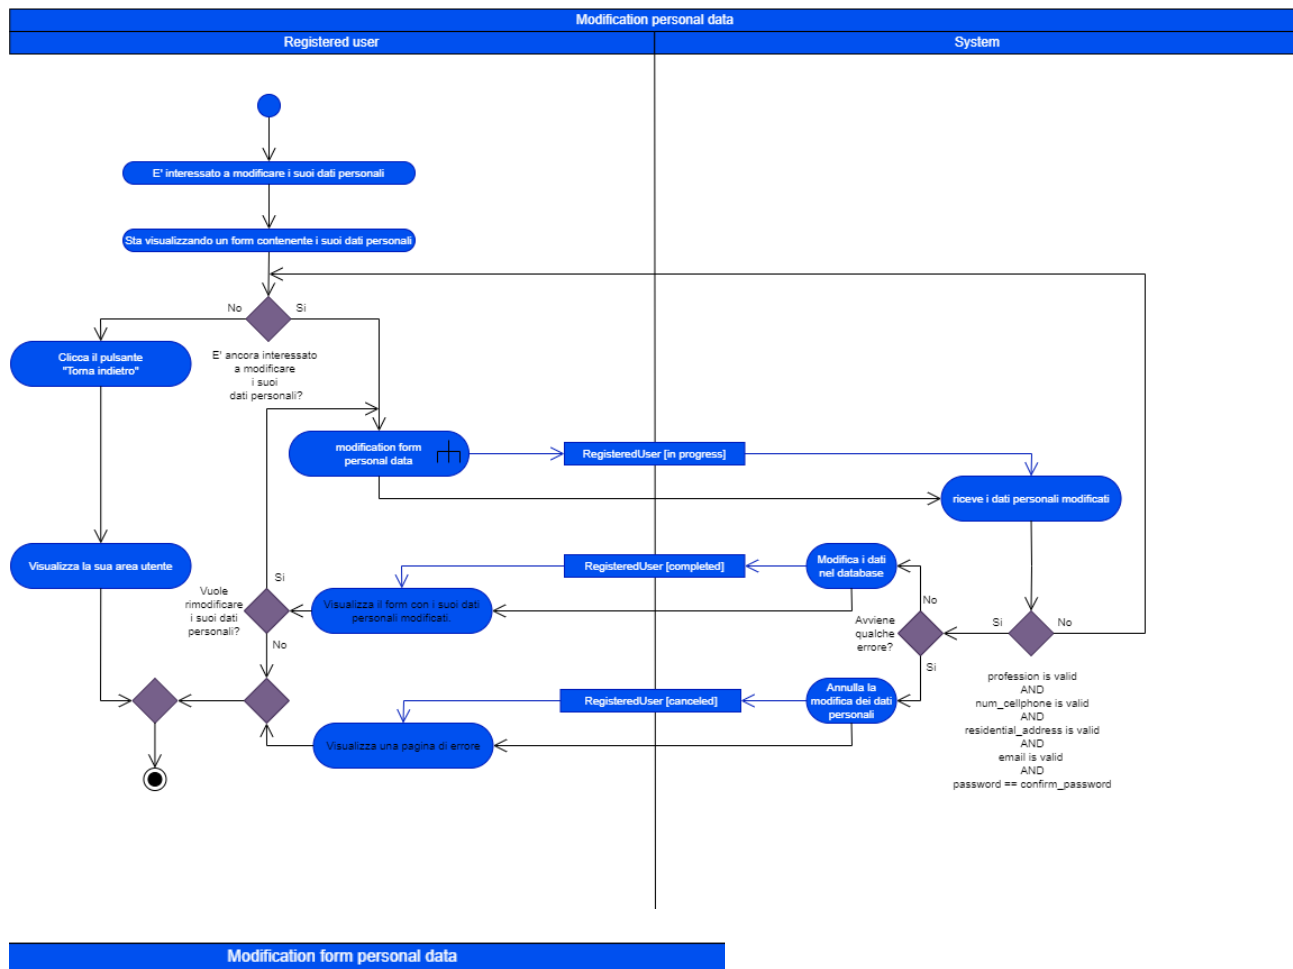 Modification personal data
Registered user
System
E' interessato a modificare i suoi dati personali
Sta visualizzando un form contenente i suoi dati personali
No
Si
E' ancora interessato
a modificare
i suoi
dati personali?
Clicca il pulsante
"Torna indietro"
modification form
personal data
RegisteredUser [in progress]
riceve i dati personali modificati
Visualizza la sua area utente
Vuole
rimodificare
i suoi dati
personali?
Si
No
Visualizza il form con i suoi dati
personali modificati.
RegisteredUser [completed]
Modifica i dati
nel database
No
Avviene
qualche
errore?
Si
Si
No
profession is valid
AND
num_cellphone is valid
AND
residential_address is valid
AND
email is valid
AND
password == confirm_password
Annulla la
modifica dei dati
personali
RegisteredUser [canceled]
Visualizza una pagina di errore
Modification form personal data